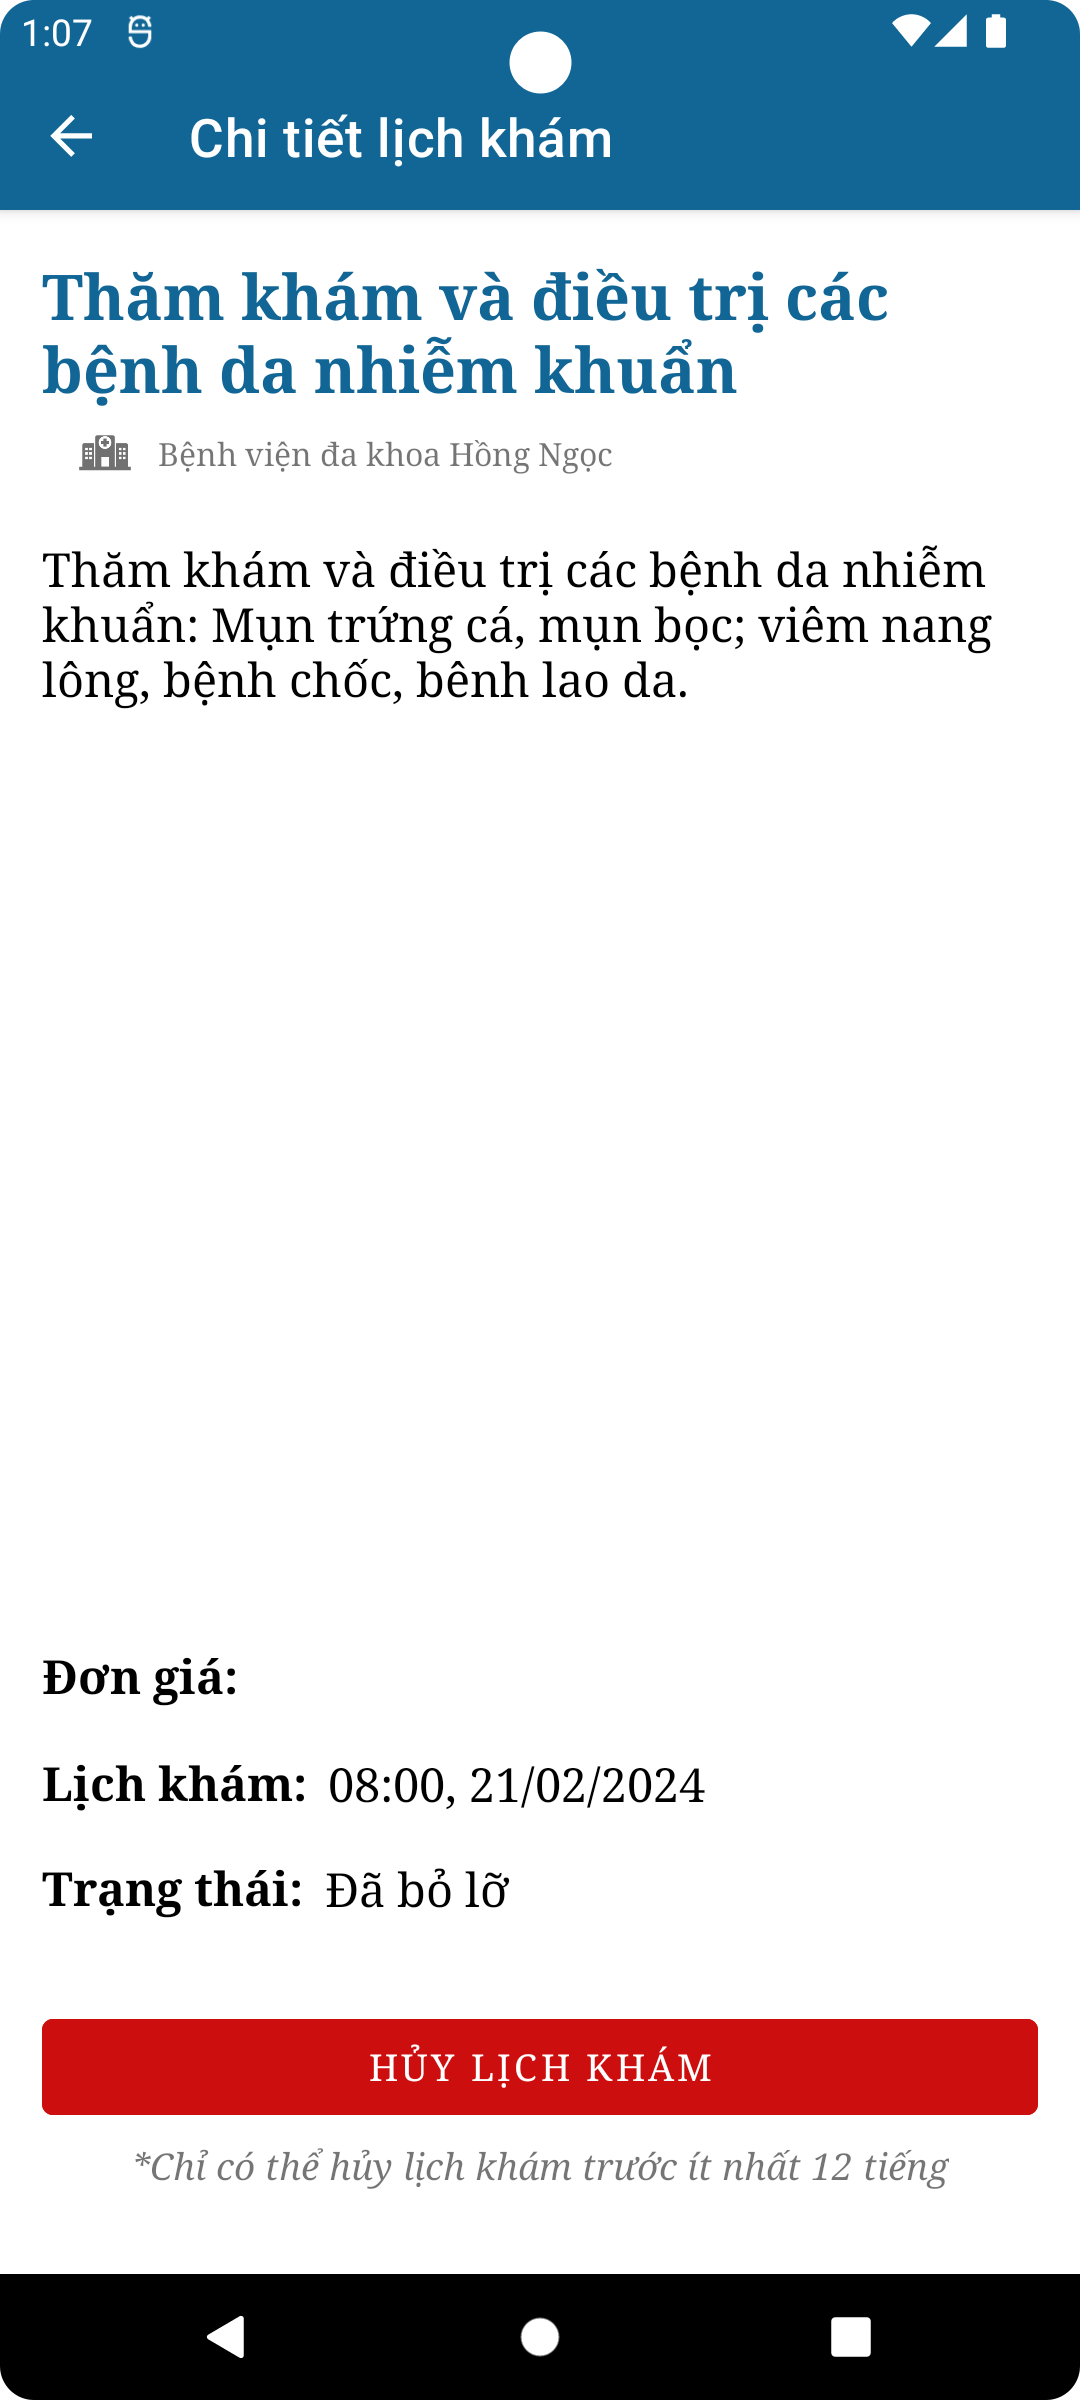 1:07
Chi tiết lịch khám
Thăm khám và điều trị các
bệnh da nhiễm khuẩn
Bệnh viện đa khoa Hồng Ngọc
Thăm khám và điều trị các bệnh da nhiễm
khuẩn: Mụn trứng cá, mụn bọc; viêm nang
lông, bệnh chốc, bênh lao da.
Đơn giá:
Lịch khám: 08:00, 21/02/2024
Trạng thái: Đã bỏ lỡ
HỦY LỊCH KHÁM
*Chỉ có thể hủy lịch khám trước ít nhất 12 tiếng